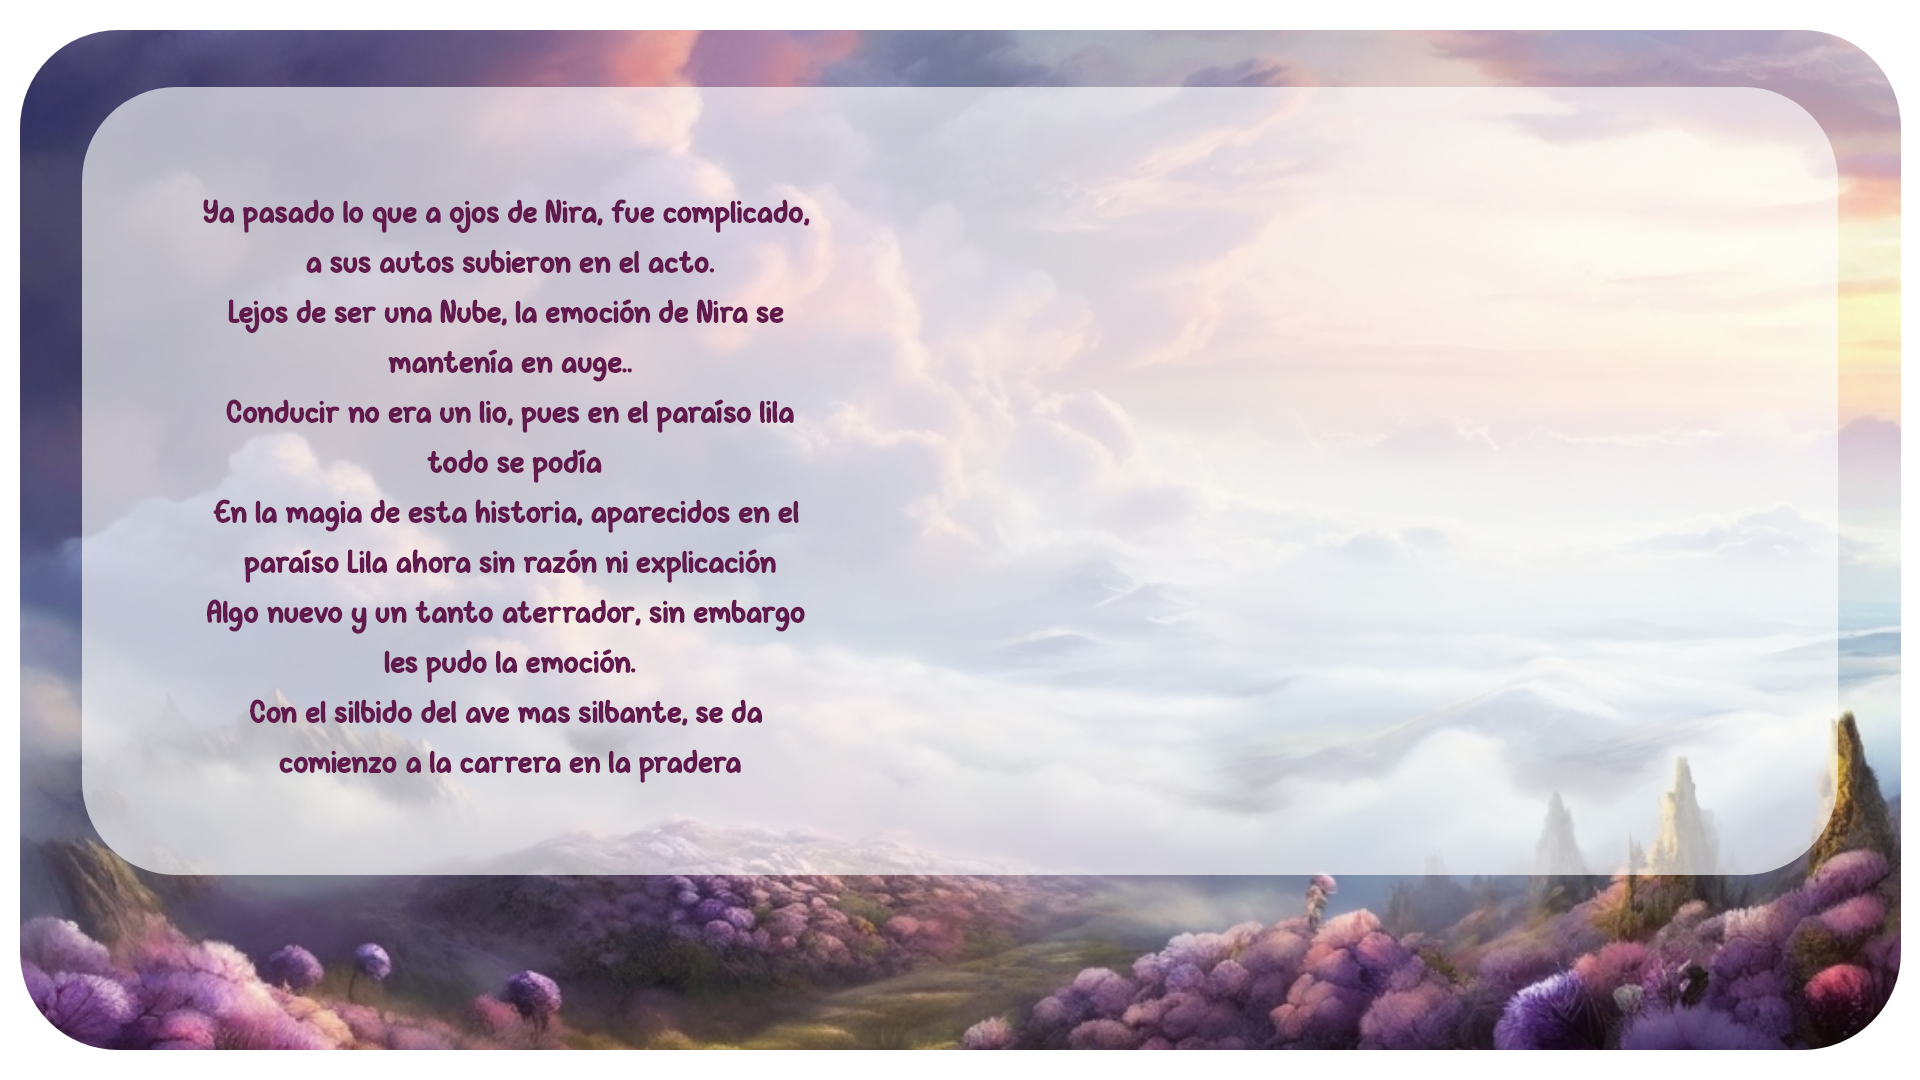 Ya pasado lo que a ojos de Nira, fue complicado,
a sus autos subieron en el acto.
Lejos de ser una Nube, la emoción de Nira se
mantenía en auge..
Conducir no era un lio, pues en el paraíso lila
todo se podía
En la magia de esta historia, aparecidos en el
paraíso Lila ahora sin razón ni explicación
Algo nuevo y un tanto aterrador, sin embargo
les pudo la emoción.
Con el silbido del ave mas silbante, se da
comienzo a la carrera en la pradera